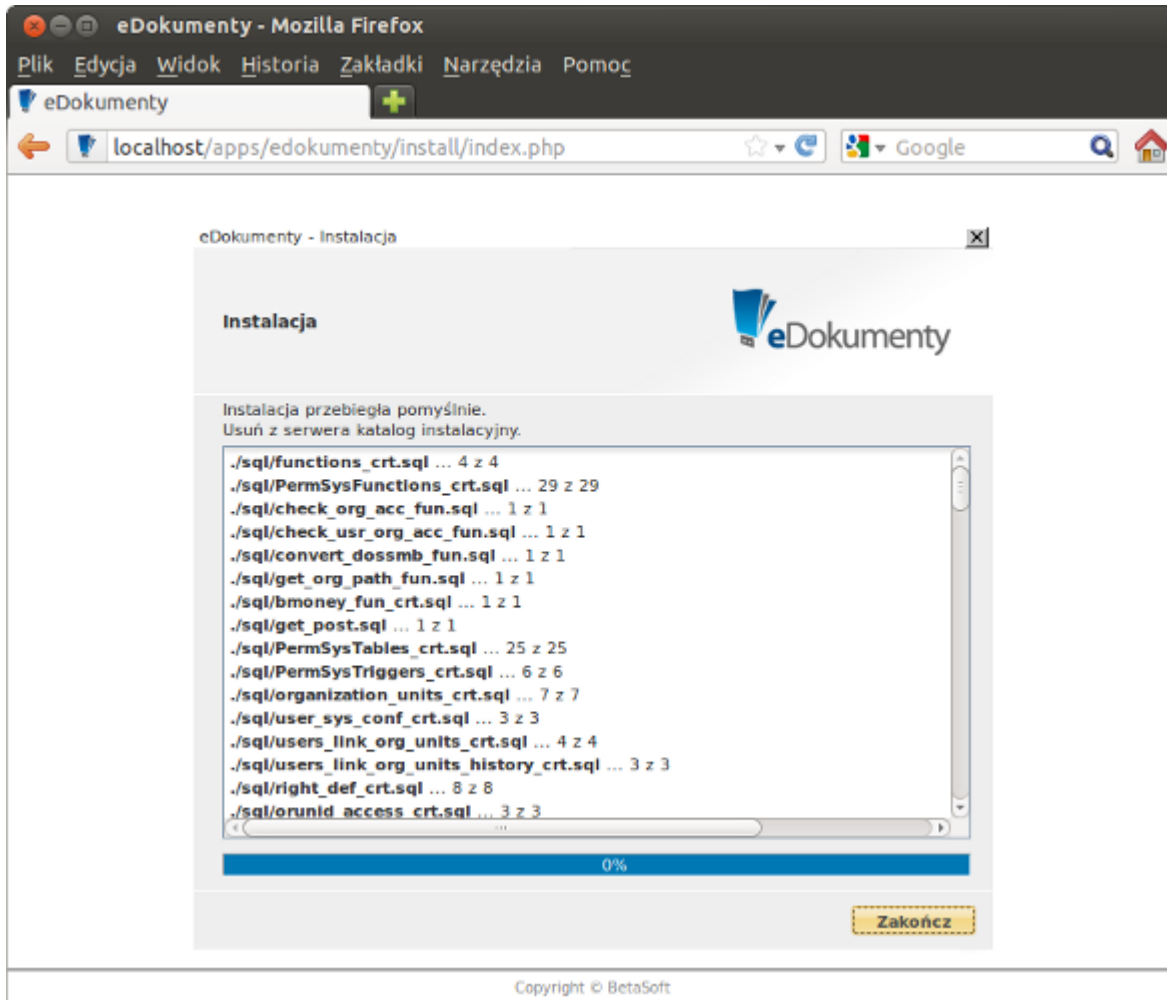 eDokumenty - Mozilla Firefox
Plik Edycja Widok Historia Zakładki Narzędzia Pomoc
eDokumenty
localhost/apps/edokumenty/install/index.php Google
eDokumenty - Instalacja
Instalacja
eDokumenty
Instalacja przebiegła pomyślnie.
Usuń z serwera katalog instalacyjny.
./sql/functions_crt.sql ... 4 z 4
./sql/PermSysFunctions_crt.sql ... 29 z 29
./sql/check_org_acc_fun.sql ... 1 z 1
./sql/check_usr_org_acc_fun.sql ... 1 z 1
./sql/convert_dossmb_fun.sql ... 1 z 1
./sql/get_org_path_fun.sql ... 1 z 1
./sql/bmoney_fun_crt.sql ... 1 z 1
./sql/get_post.sql ... 1 z 1
./sql/PermSysTables_crt.sql ... 25 z 25
./sql/PermSysTriggers_crt.sql ... 6 z 6
./sql/organization_units_crt.sql ... 7 z 7
./sql/user_sys_conf_crt.sql ... 3 z 3
./sql/users_link_org_units_crt.sql ... 4 z 4
./sql/users_link_org_units_history_crt.sql ... 3 z 3
./sql/right_def_crt.sql ... 8 z 8
./sql/orunid_access_crt.sql ... 3 z 3
0%
Zakończ
Copyright © BetaSoft